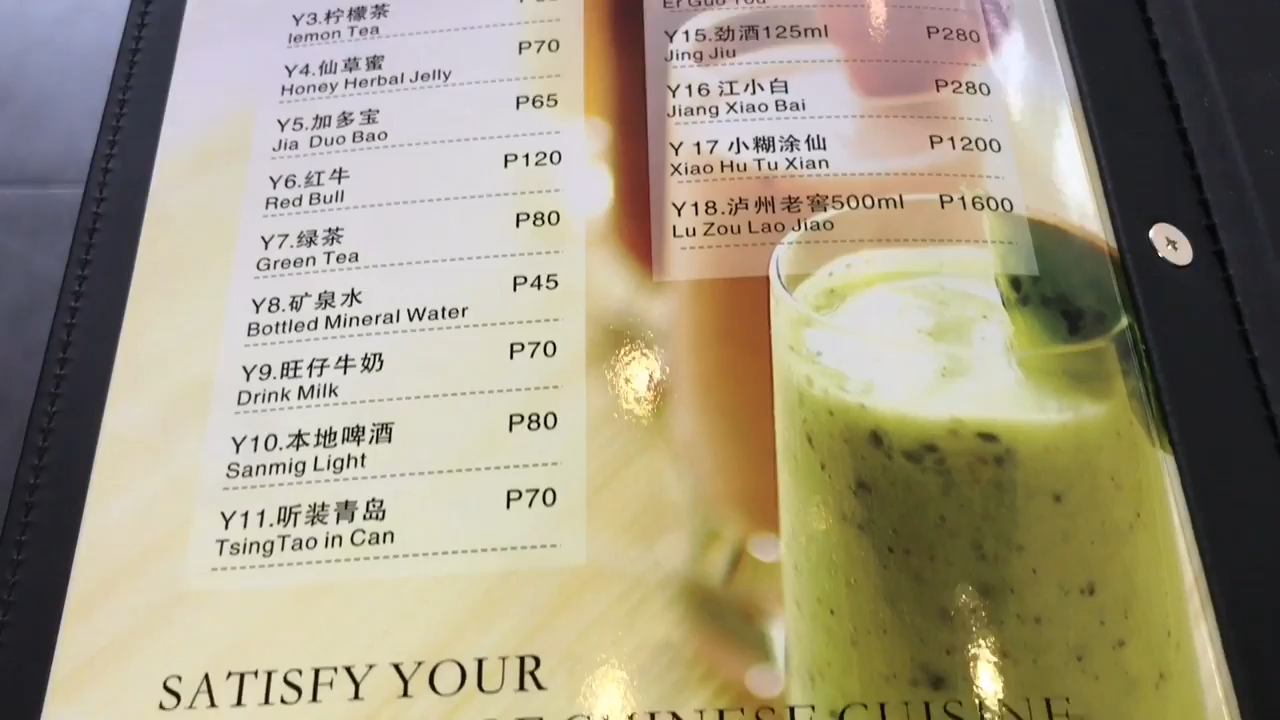 Y3.柠檬茶
lemon Tea
Y4.仙草蜜 P70
Honey Herbal Jelly
Y5.加多宝 P65
Jia Duo Bao
Y6.红牛 P120
Red Bull
Y7.绿茶 P80
Green Tea
Y8.矿泉水 P45
Bottled Mineral Water
Y9.旺仔牛奶 P70
Drink Milk
Y10.本地啤酒 P80
Sanmig Light
Y11.听装青岛 P70
TsingTao in Can
Er Guo Tou
Y15.劲酒125ml P280
Jing Jiu
Y16 江小白 P280
Jiang Xiao Bai
Y 17 小糊涂仙 P1200
Xiao Hu Tu Xian
Y18.泸州老窖500ml P1600
Lu Zou Lao Jiao
SATISFY YOUR
CHINESE CUISINE